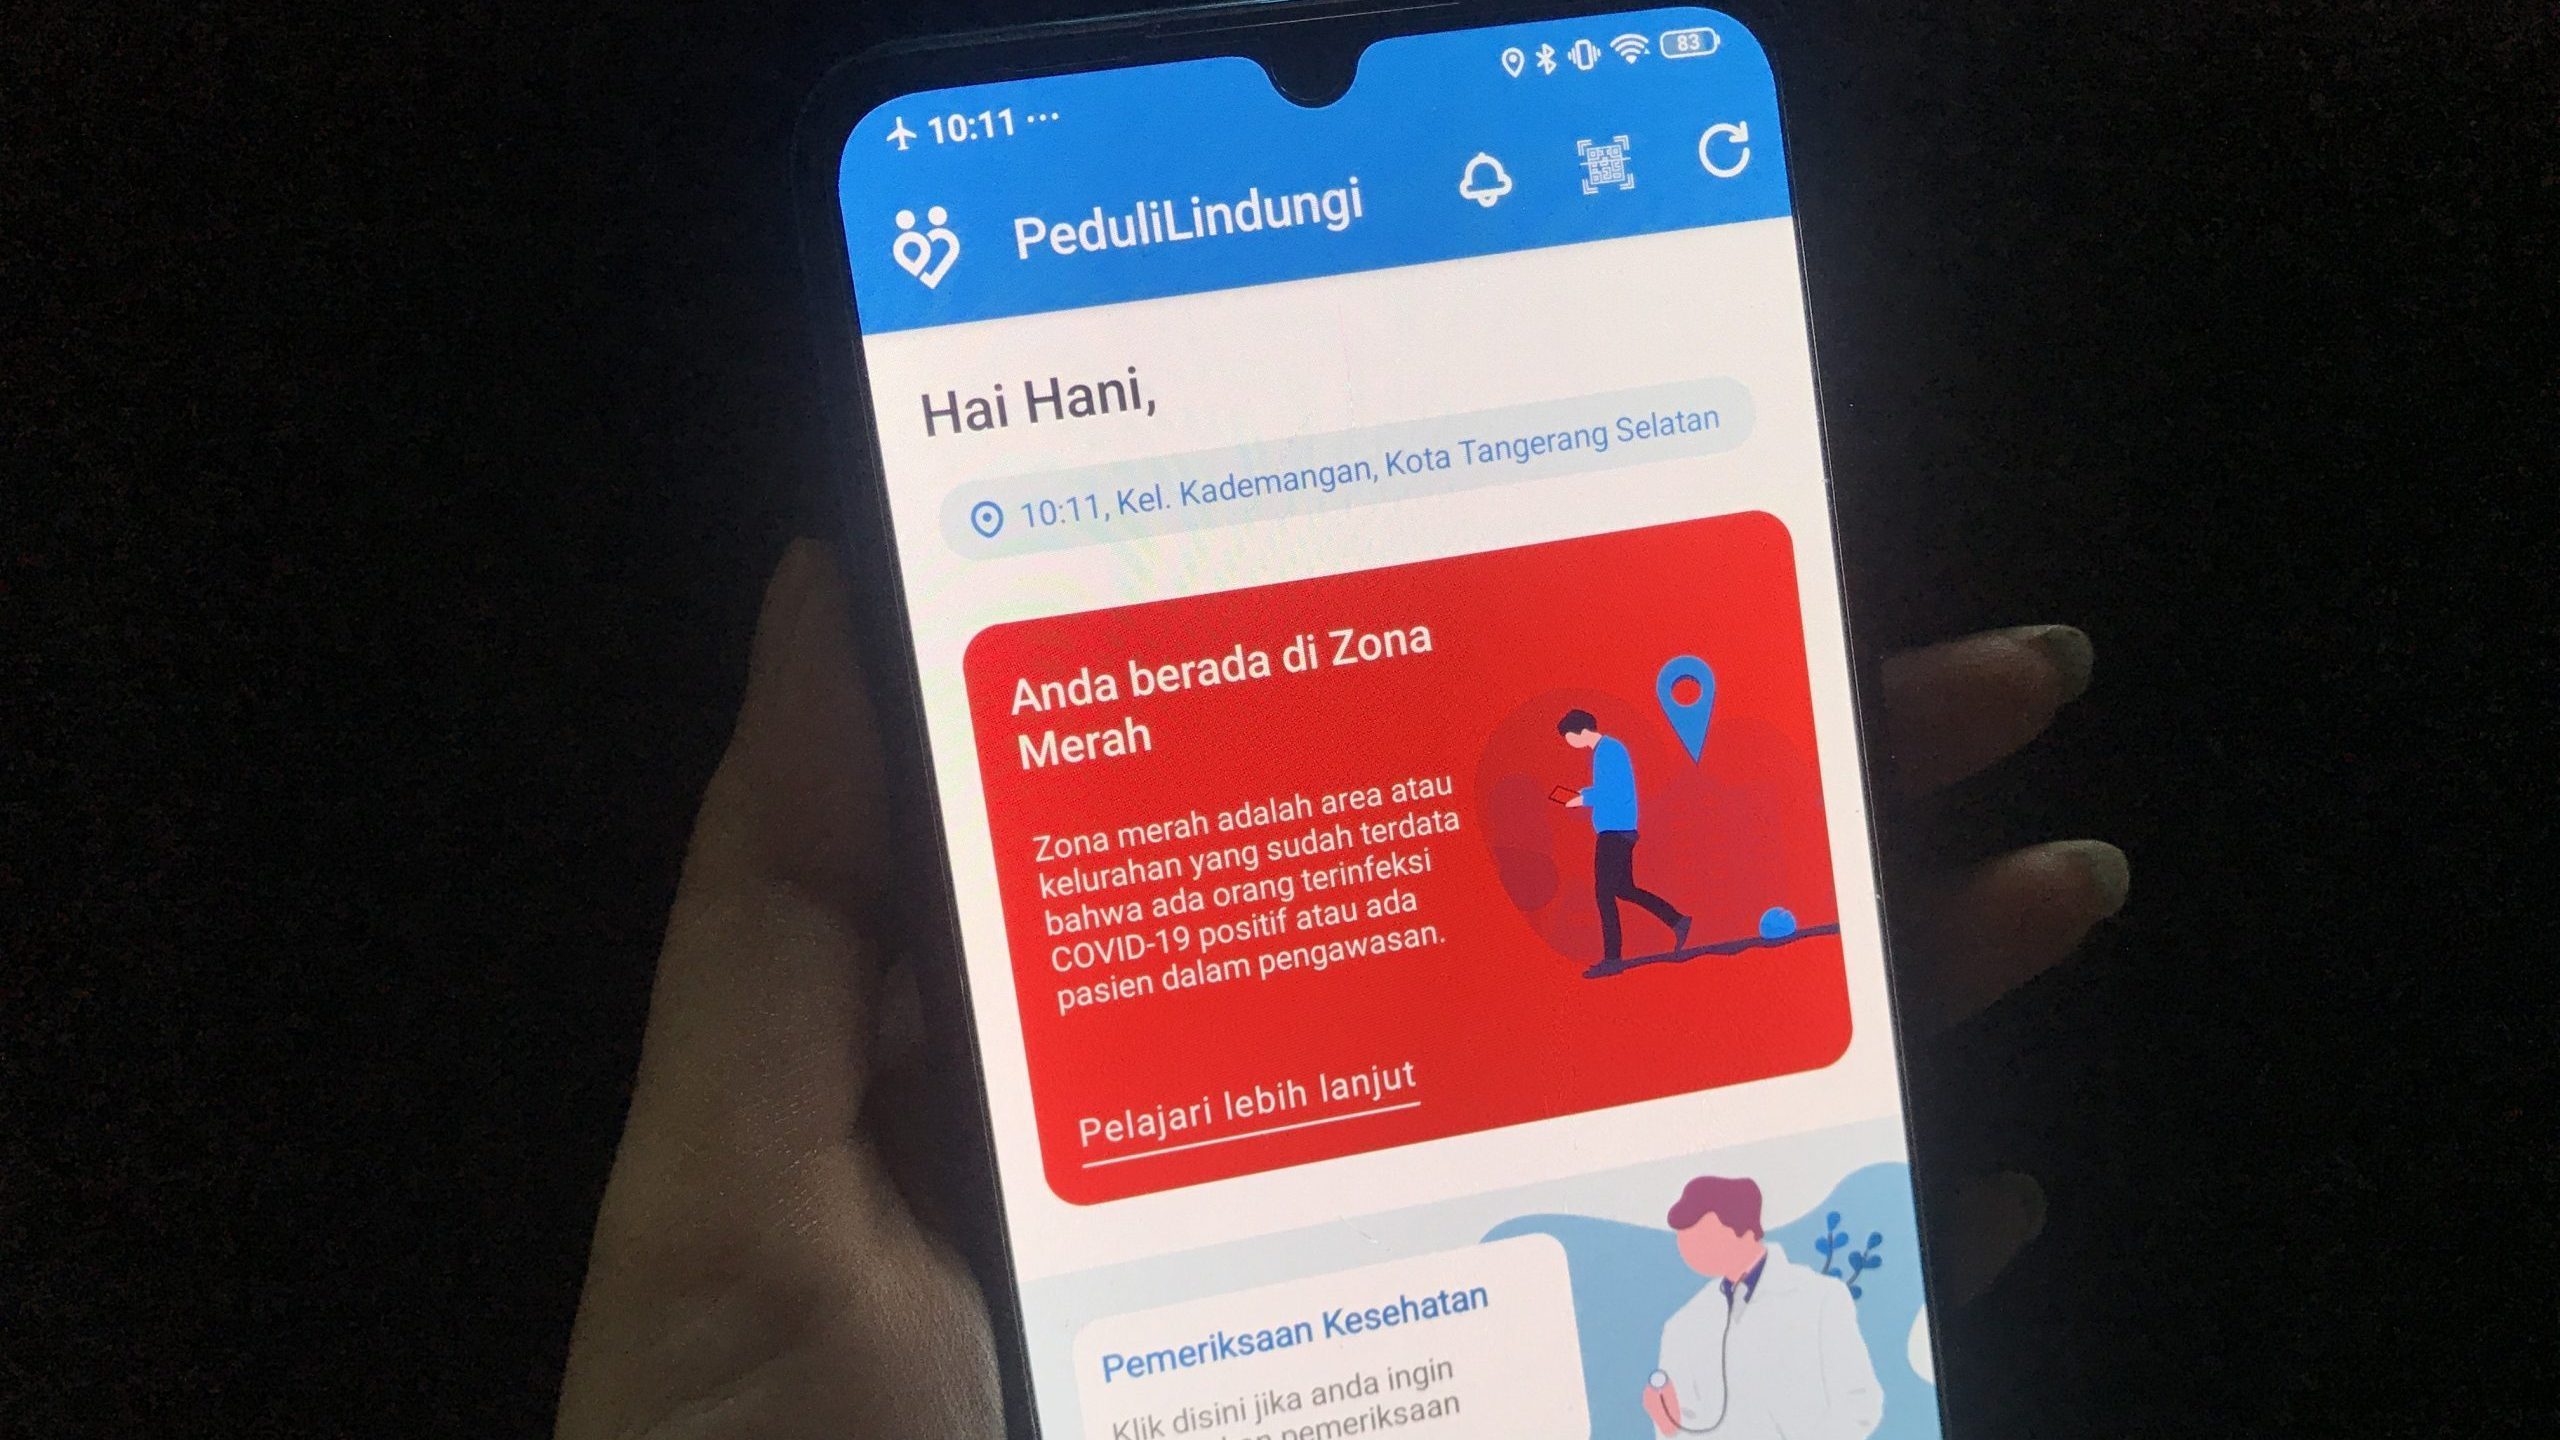 10:11 ...
83
PeduliLindungi
Hai Hani,
10:11, Kel. Kademangan, Kota Tangerang Selatan
Anda berada di Zona
Merah
Zona merah adalah area atau
kelurahan yang sudah terdata
bahwa ada orang terinfeksi
COVID-19 positif atau ada
pasien dalam pengawasan.
Pelajari lebih lanjut
Pemeriksaan Kesehatan
Klik disini jika anda ingin
pemeriksaan